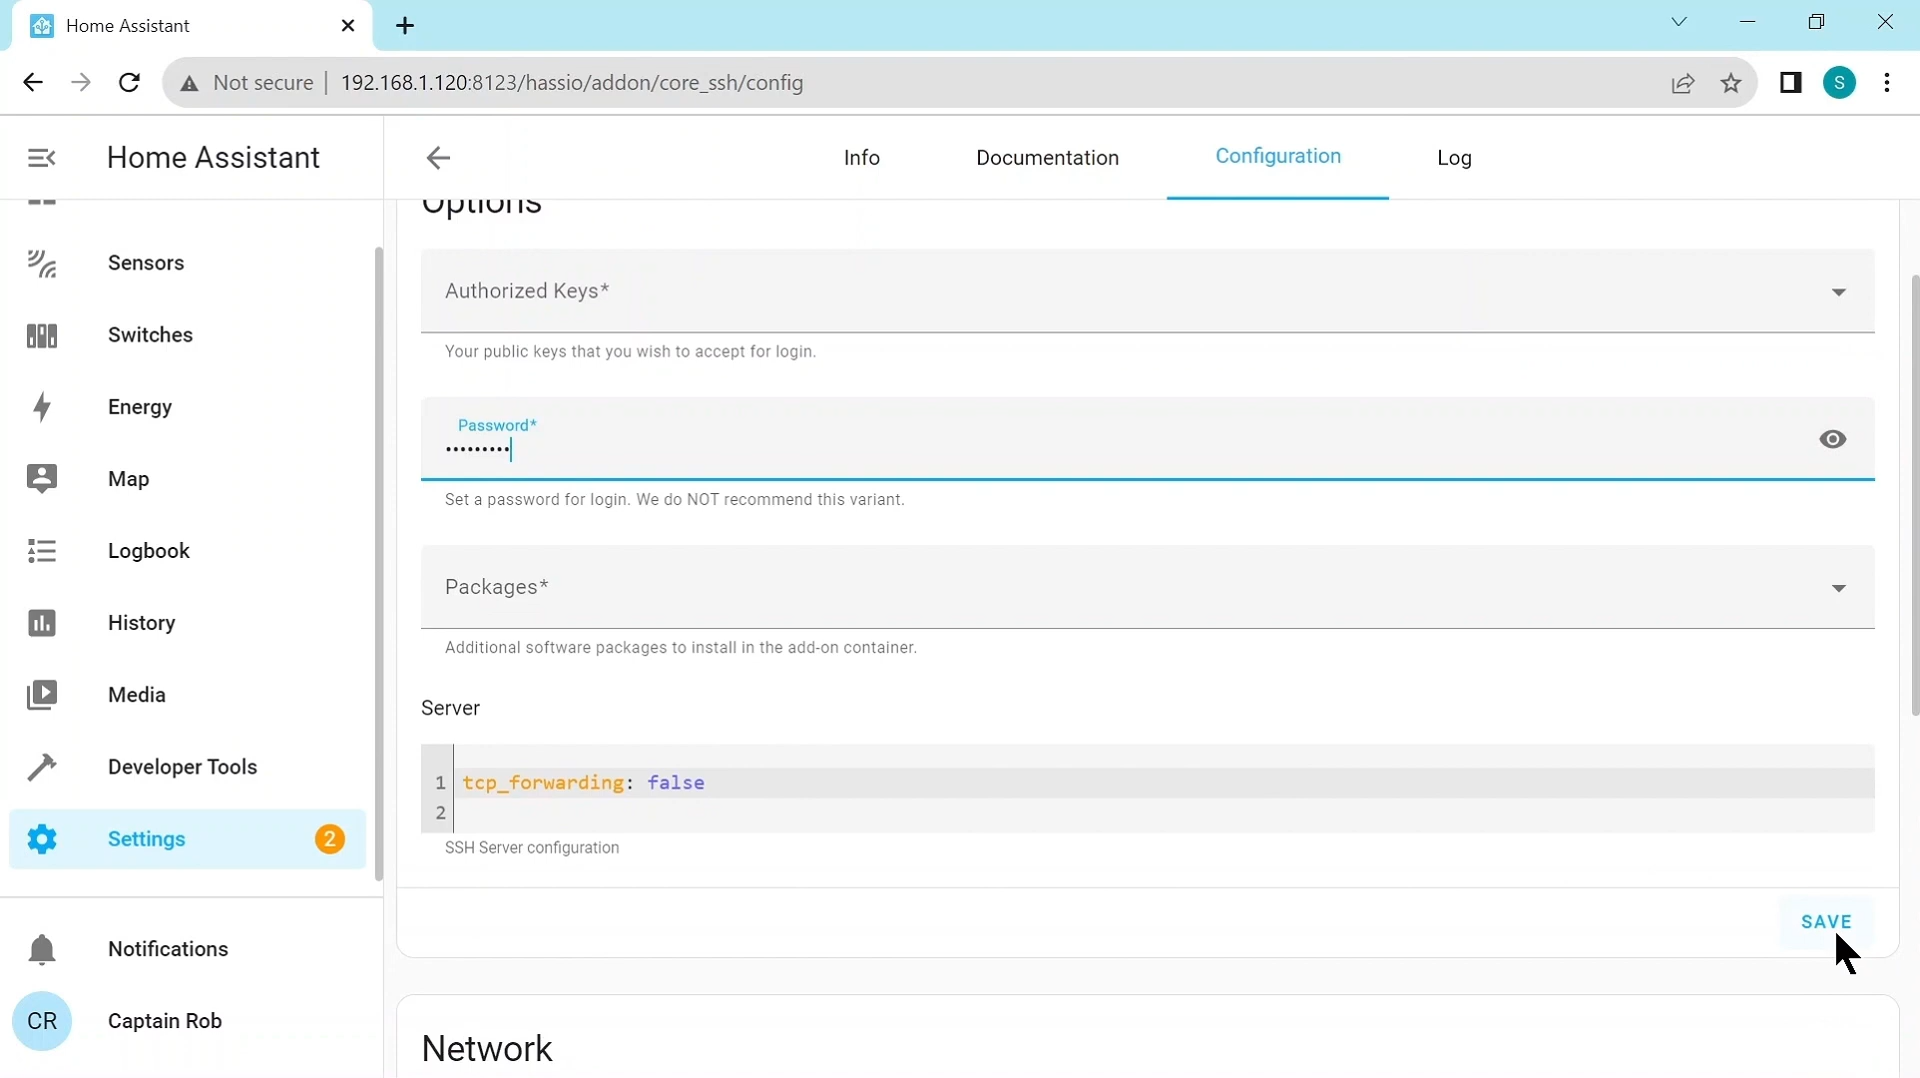 Home Assistant
Not secure | 192.168.1.120:8123/hassio/addon/core_ssh/config
S
Home Assistant
Info
Documentation
Configuration
Log
Options
Sensors
Switches
Energy
Map
Logbook
History
Media
Developer Tools
Settings
2
Notifications
CR
Captain Rob
Authorized Keys*
Your public keys that you wish to accept for login.
Password*
•••••••••
Set a password for login. We do NOT recommend this variant.
Packages*
Additional software packages to install in the add-on container.
Server
1 tcp_forwarding: false
2
SSH Server configuration
SAVE
Network